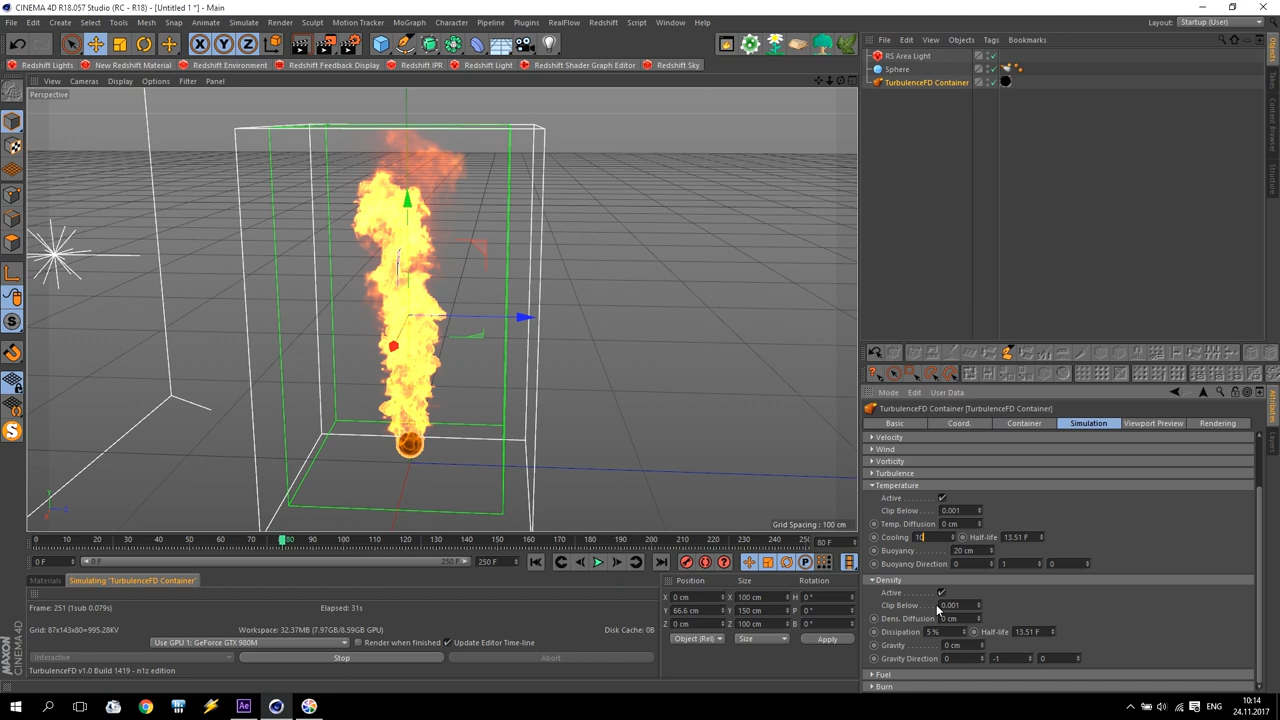 CINEMA 4D R18.057 Studio (RC - R18) - [Untitled 1 *] - Main
File Edit Create Select Tools Mesh Snap Animate Simulate Render Sculpt Motion Tracker MoGraph Character Pipeline Plugins RealFlow Redshift Script Window Help Layout: Startup (User)
X Y Z
File Edit View Objects Tags Bookmarks
Redshift Lights New Redshift Material Redshift Environment Redshift Feedback Display Redshift IPR Redshift Light Redshift Shader Graph Editor Redshift Sky
RS Area Light
Sphere
TurbulenceFD Container
View Cameras Display Options Filter Panel
Perspective
Objects
Takes
Content Browser
Structure
Grid Spacing : 100 cm
Mode Edit User Data
TurbulenceFD Container [TurbulenceFD Container]
Basic Coord. Container Simulation Viewport Preview Rendering
Velocity
Wind
Vorticity
Turbulence
Temperature
Active
Clip Below 0.001
Temp. Diffusion 0 cm
Cooling 10 Half-life 13.51 F
Buoyancy 20 cm
Buoyancy Direction 0 1 0
Density
Active
Clip Below 0.001
Dens. Diffusion 0 cm
Dissipation 5 % Half-life 13.51 F
Gravity 0 cm
Gravity Direction 0 -1 0
Fuel
Burn
Attributes
Layers
0 10 20 30 40 50 60 70 80 90 100 110 120 130 140 150 160 170 180 190 200 210 220 230 240 250 80 F
0 F 0 F 250 F 250 F
Materials Simulating "TurbulenceFD Container"
Frame: 251 (1sub 0.079s) Elapsed: 31s
Grid: 87x143x80=995.28KV Workspace: 32.37MB (7.97GB/8.59GB RAM) Disk Cache: 0B
Use GPU 1: GeForce GTX 980M Render when finished Update Editor Time-line
Interactive Stop Abort
TurbulenceFD v1.0 Build 1419 - n1z edition
Position Size Rotation
X 0 cm X 100 cm H 0 °
Y 66.6 cm Y 150 cm P 0 °
Z 0 cm Z 100 cm B 0 °
Object (Rel) Size Apply
MAXON CINEMA 4D
ENG
10:14
24.11.2017